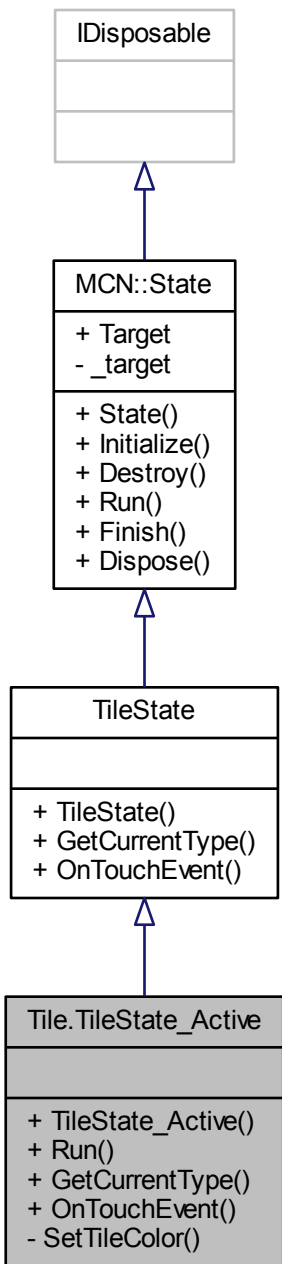 IDisposable
MCN::State
+ Target
- _target
+ State()
+ Initialize()
+ Destroy()
+ Run()
+ Finish()
+ Dispose()
TileState
+ TileState()
+ GetCurrentType()
+ OnTouchEvent()
Tile.TileState_Active
+ TileState_Active()
+ Run()
+ GetCurrentType()
+ OnTouchEvent()
- SetTileColor()